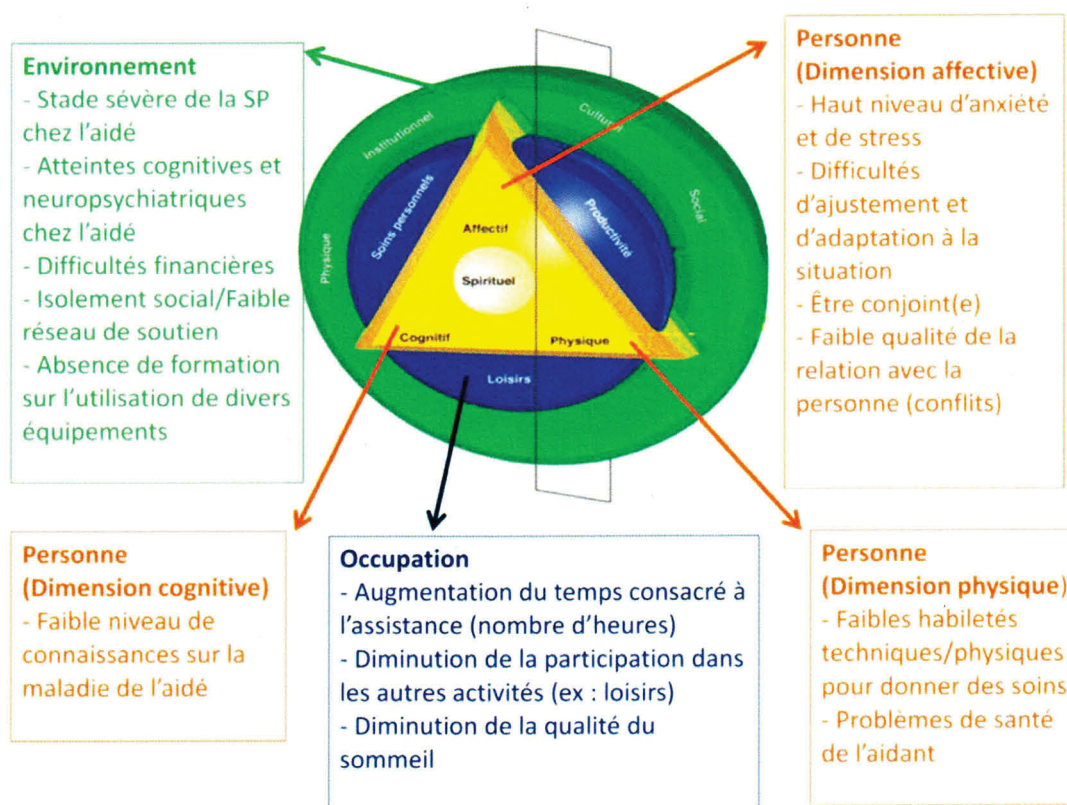 Environnement
- Stade sévère de la SP
chez l'aidé
- Atteintes cognitives et
neuropsychiatriques
chez l'aidé
- Difficultés financières
- Isolement social/Faible
réseau de soutien
- Absence de formation
sur l'utilisation de divers
équipements
Institutionnel
Culturel
Physique
Social
Soins personnels
Productivité
Affectif
Spirituel
Cognitif
Physique
Loisirs
Personne
(Dimension affective)
- Haut niveau d'anxiété
et de stress
- Difficultés
d'ajustement et
d'adaptation à la
situation
- Être conjoint(e)
- Faible qualité de la
relation avec la
personne (conflits)
Personne
(Dimension cognitive)
- Faible niveau de
connaissances sur la
maladie de l'aidé
Occupation
- Augmentation du temps consacré à
l'assistance (nombre d'heures)
- Diminution de la participation dans
les autres activités (ex : loisirs)
- Diminution de la qualité du
sommeil
Personne
(Dimension physique)
- Faibles habiletés
techniques/physiques
pour donner des soins
- Problèmes de santé
de l'aidant